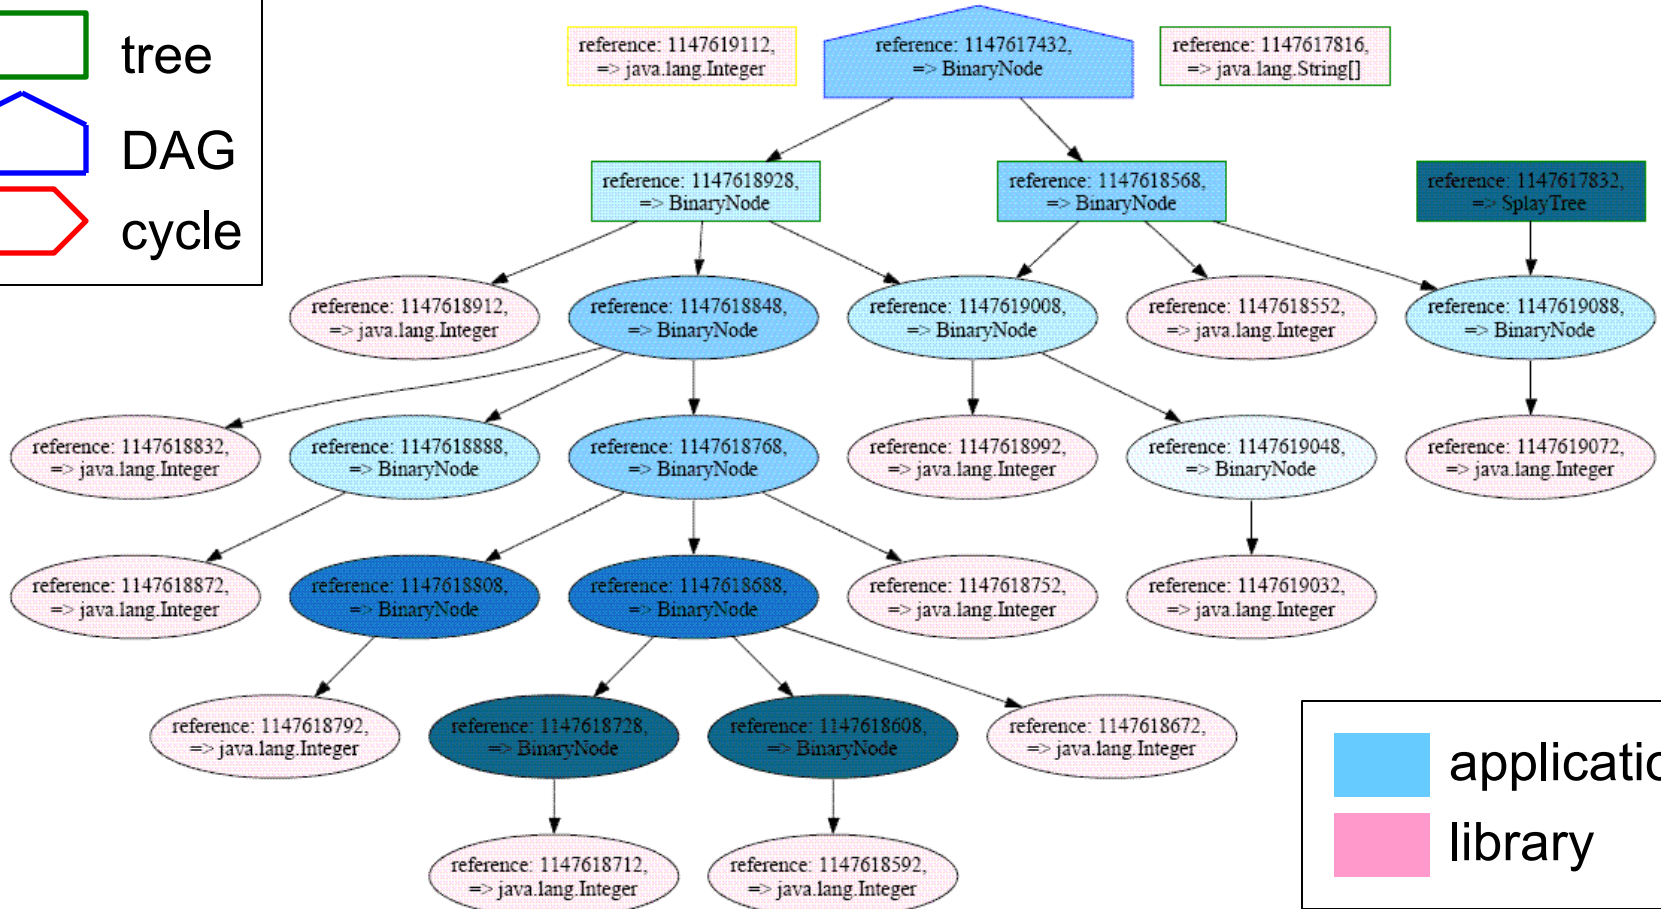 tree
DAG
cycle
reference: 1147619112,
=> java.lang.Integer
reference: 1147617432,
=> BinaryNode
reference: 1147617816,
=> java.lang.String[]
reference: 1147618928,
=> BinaryNode
reference: 1147618568,
=> BinaryNode
reference: 1147617832,
=> SplayTree
reference: 1147618912,
=> java.lang.Integer
reference: 1147618848,
=> BinaryNode
reference: 1147619008,
=> BinaryNode
reference: 1147618552,
=> java.lang.Integer
reference: 1147619088,
=> BinaryNode
reference: 1147618832,
=> java.lang.Integer
reference: 1147618888,
=> BinaryNode
reference: 1147618768,
=> BinaryNode
reference: 1147618992,
=> java.lang.Integer
reference: 1147619048,
=> BinaryNode
reference: 1147619072,
=> java.lang.Integer
reference: 1147618872,
=> java.lang.Integer
reference: 1147618808,
=> BinaryNode
reference: 1147618688,
=> BinaryNode
reference: 1147618752,
=> java.lang.Integer
reference: 1147619032,
=> java.lang.Integer
reference: 1147618792,
=> java.lang.Integer
reference: 1147618728,
=> BinaryNode
reference: 1147618608,
=> BinaryNode
reference: 1147618672,
=> java.lang.Integer
reference: 1147618712,
=> java.lang.Integer
reference: 1147618592,
=> java.lang.Integer
applicatio
library